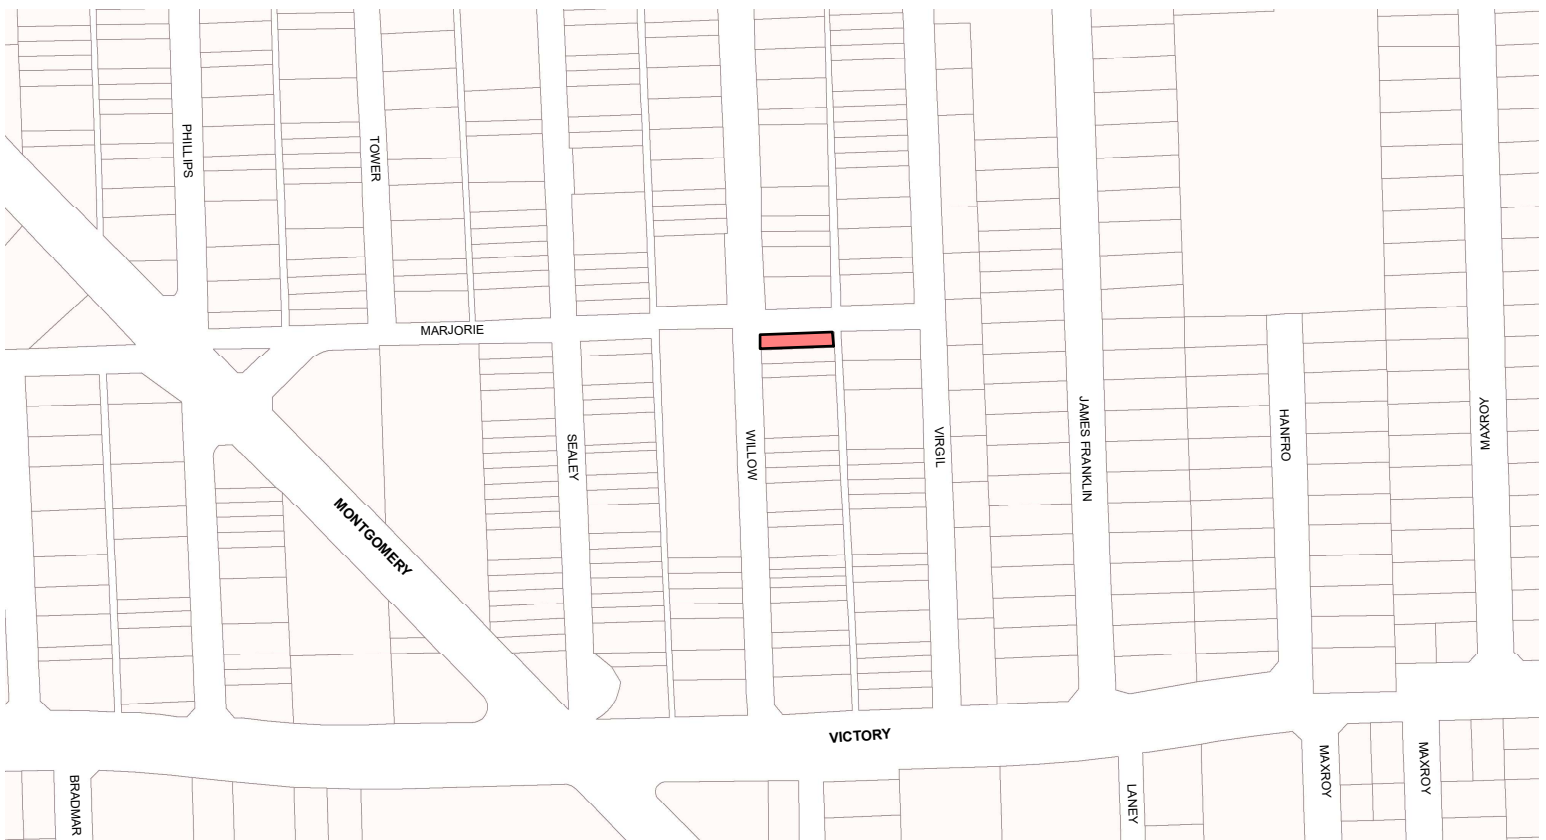 PHILLIPS
TOWER
MARJORIE
SEALEY
WILLOW
VIRGIL
JAMES FRANKLIN
HANFRO
MAXROY
MONTGOMERY
VICTORY
BRADMAR
LANEY
MAXROY
MAXROY